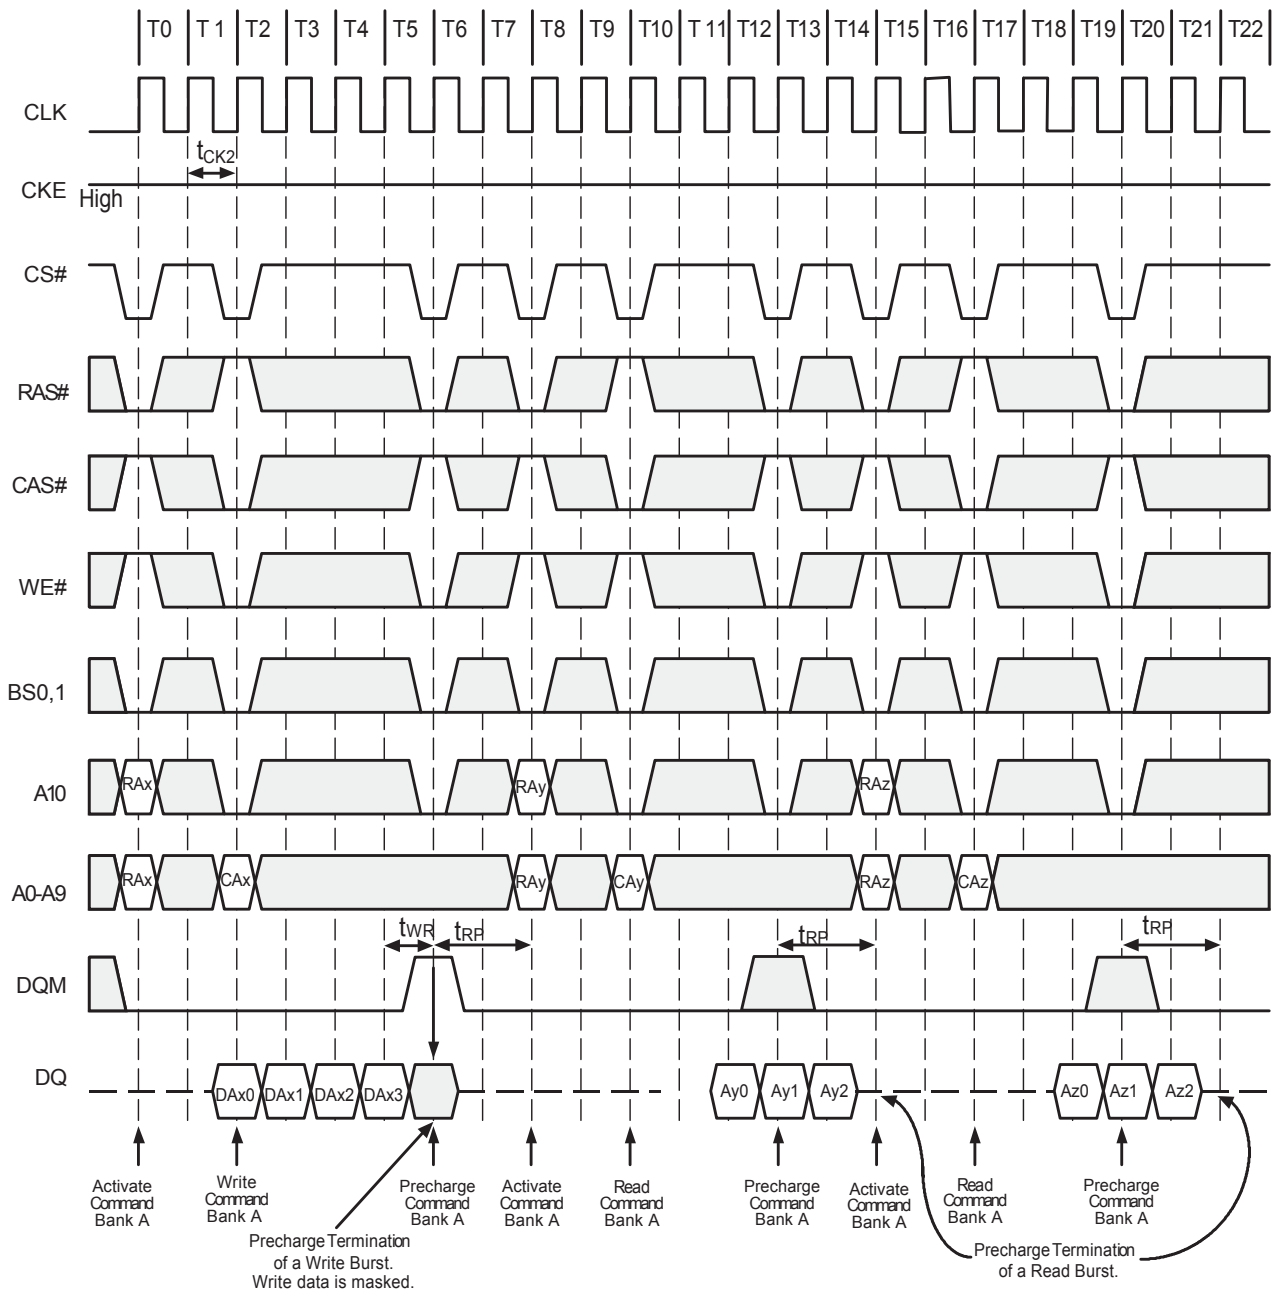 T0 T 1 T2 T3 T4 T5 T6 T7 T8 T9 T10 T 11 T12 T13 T14 T15 T16 T17 T18 T19 T20 T21 T22
CLK
tCK2
CKE High
CS#
RAS#
CAS#
WE#
BS0,1
A10 RAx RAy RAz
A0-A9 RAx CAx RAy CAy RAz CAz
tWR tRP tRP tRP
DQM
DQ DAx0 DAx1 DAx2 DAx3 Ay0 Ay1 Ay2 Az0 Az1 Az2
Activate Command Bank A
Write Command Bank A
Precharge Command Bank A
Activate Command Bank A
Read Command Bank A
Precharge Command Bank A
Activate Command Bank A
Read Command Bank A
Precharge Command Bank A
Precharge Termination
of a Write Burst.
Write data is masked.
Precharge Termination
of a Read Burst.